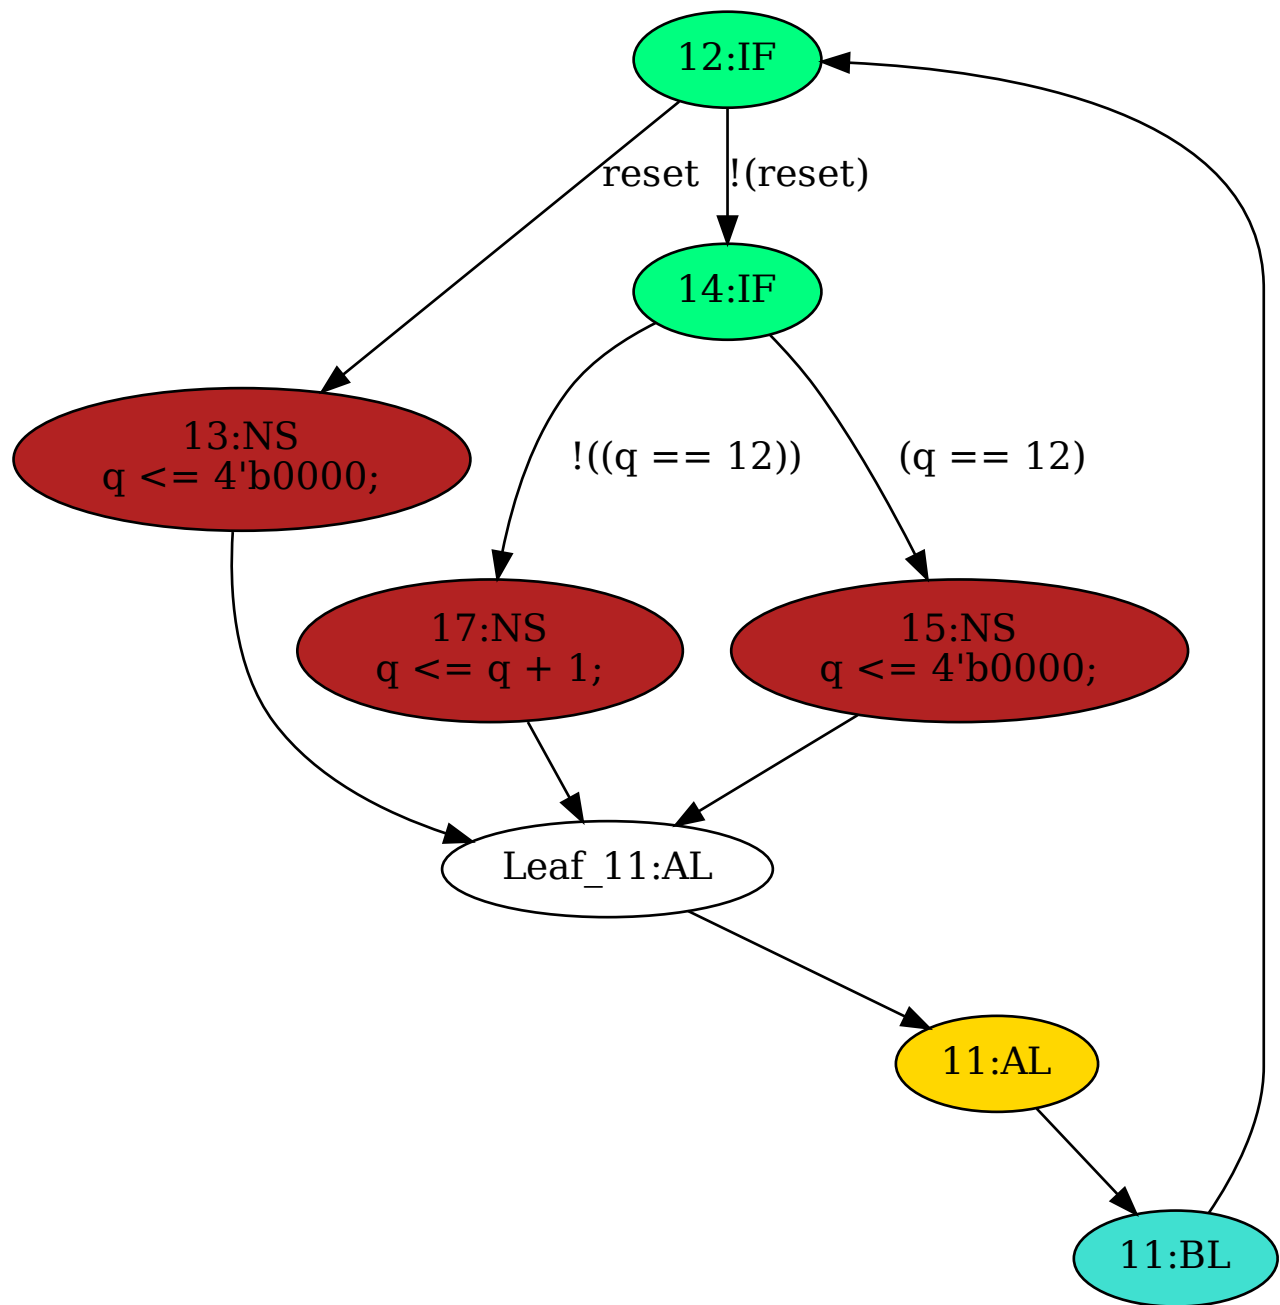 12:IF
reset
!(reset)
14:IF
13:NS
q <= 4'b0000;
!((q == 12))
(q == 12)
17:NS
q <= q + 1;
15:NS
q <= 4'b0000;
Leaf_11:AL
11:AL
11:BL